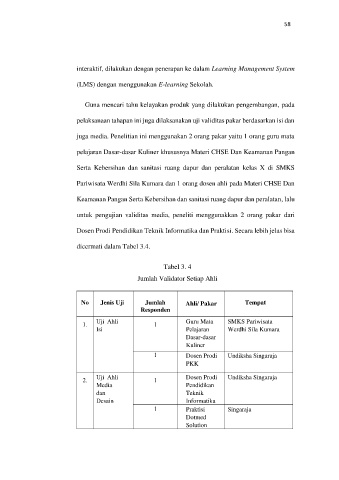 58
interaktif, dilakukan dengan penerapan ke dalam Learning Management System
(LMS) dengan menggunakan E-learning Sekolah.
Guna mencari tahu kelayakan produk yang dilakukan pengembangan, pada
pelaksanaan tahapan ini juga dilaksanakan uji validitas pakar berdasarkan isi dan
juga media. Penelitian ini menggunakan 2 orang pakar yaitu 1 orang guru mata
pelajaran Dasar-dasar Kuliner khususnya Materi CHSE Dan Keamanan Pangan
Serta Kebersihan dan sanitasi ruang dapur dan peralatan kelas X di SMKS
Pariwisata Werdhi Sila Kumara dan 1 orang dosen ahli pada Materi CHSE Dan
Keamanan Pangan Serta Kebersihan dan sanitasi ruang dapur dan peralatan, lalu
untuk pengujian validitas media, peneliti menggunakkan 2 orang pakar dari
Dosen Prodi Pendidikan Teknik Informatika dan Praktisi. Secara lebih jelas bisa
dicermati dalam Tabel 3.4.
Tabel 3. 4
Jumlah Validator Setiap Ahli
No Jenis Uji Jumlah Ahli/ Pakar Tempat
Responden
1. Uji Ahli 1 Guru Mata SMKS Pariwisata
Isi Pelajaran Werdhi Sila Kumara
Dasar-dasar
Kuliner
1 Dosen Prodi Undiksha Singaraja
PKK
2. Uji Ahli 1 Dosen Prodi Undiksha Singaraja
Media Pendidikan
dan Teknik
Desain Informatika
1 Praktisi Singaraja
Dotmed
Solution